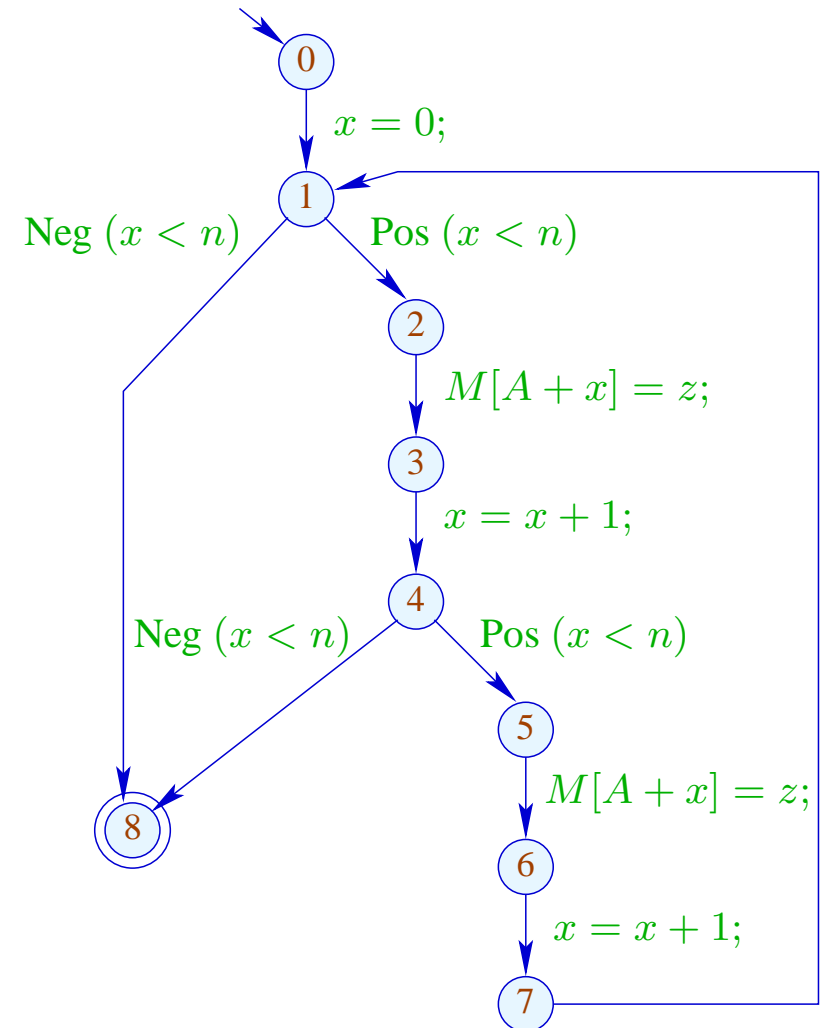 0
x = 0;
1
Neg (x < n) Pos (x < n)
2
M[A + x] = z;
3
x = x + 1;
4
Neg (x < n) Pos (x < n)
5
M[A + x] = z;
8
6
x = x + 1;
7